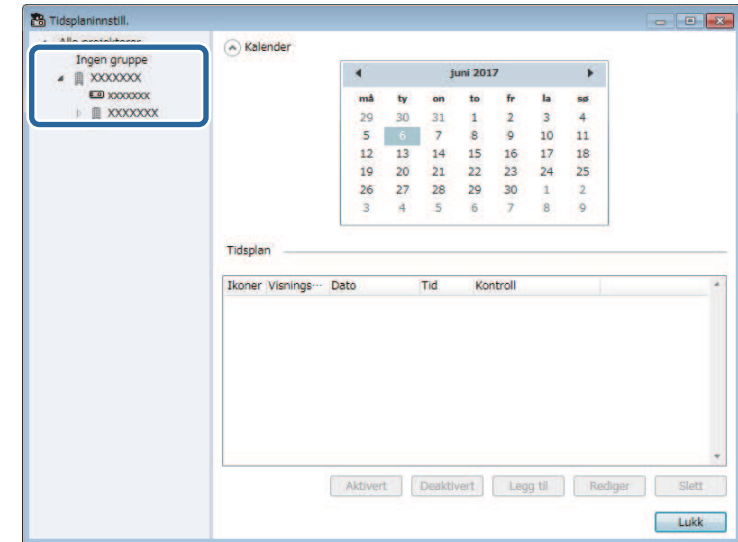 Tidsplaninnstill.
Alle projektorer
Ingen gruppe
XXXXXXX
XXXXXXX
XXXXXXX
Kalender
juni 2017
må ty on to fr la sø
29 30 31 1 2 3 4
5 6 7 8 9 10 11
12 13 14 15 16 17 18
19 20 21 22 23 24 25
26 27 28 29 30 1 2
3 4 5 6 7 8 9
Tidsplan
Ikoner Visnings··· Dato Tid Kontroll
Aktivert Deaktivert Legg til Rediger Slett
Lukk